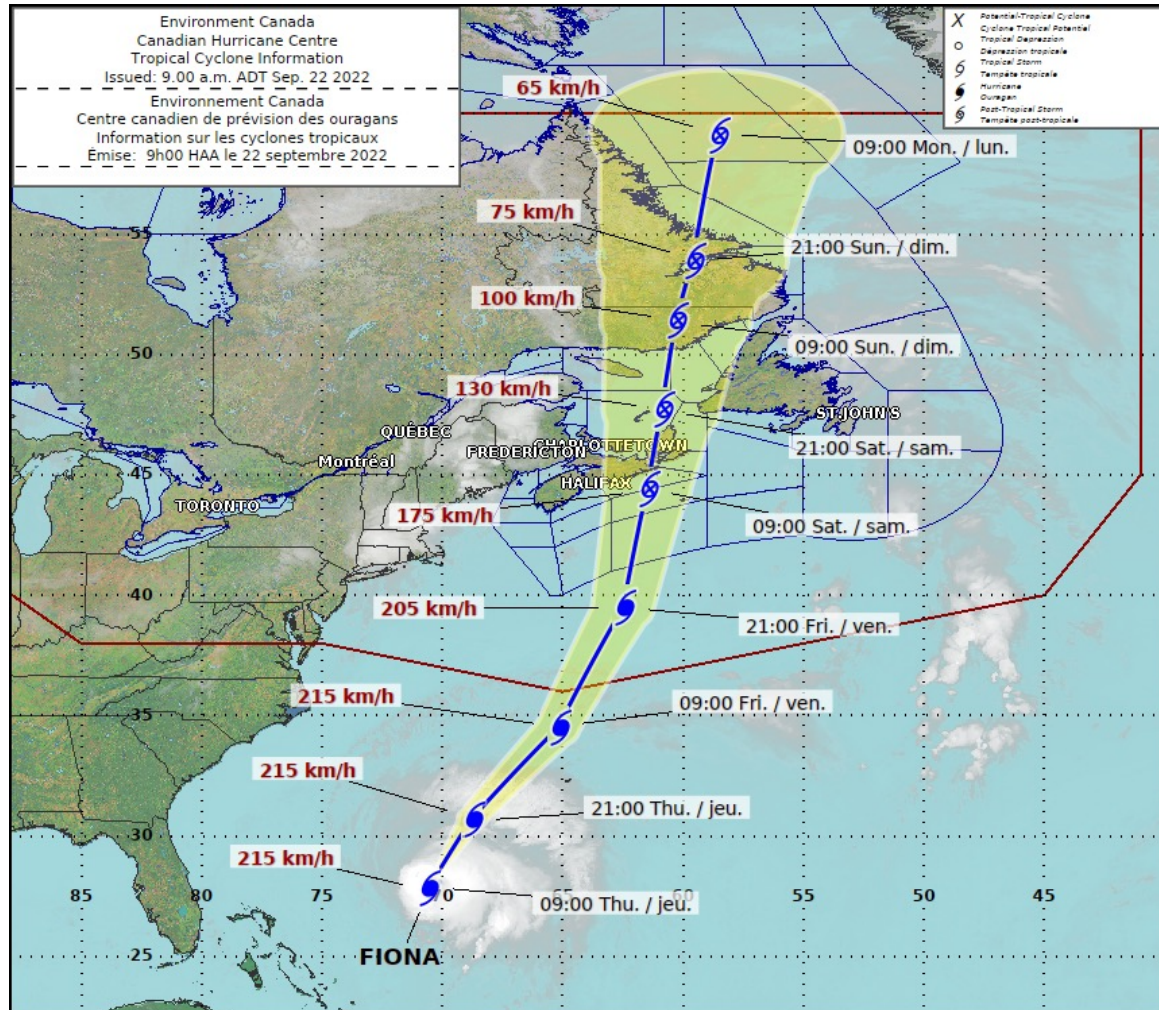 Environment Canada
Canadian Hurricane Centre
Tropical Cyclone Information
Issued: 9.00 a.m. ADT Sep. 22 2022
Environnement Canada
Centre canadien de prévision des ouragans
Information sur les cyclones tropicaux
Émise:  9h00 HAA le 22 septembre 2022
Potential-Tropical Cyclone
Cyclone Tropical Potentiel
Tropical Depression
Dépression tropicale
Tropical Storm
Tempête tropicale
Hurricane
Ouragan
Post-Tropical Storm
Tempête post-tropicale
65 km/h
09:00 Mon. / lun.
75 km/h
55
21:00 Sun. / dim.
100 km/h
09:00 Sun. / dim.
50
130 km/h
ST.JOHN'S
QUÉBEC
21:00 Sat. / sam.
CHARLOTTETOWN
FREDERICTON
Montréal
45
HALIFAX
TORONTO
175 km/h
09:00 Sat. / sam.
40
205 km/h
21:00 Fri. / ven.
215 km/h
09:00 Fri. / ven.
35
215 km/h
21:00 Thu. / jeu.
30
215 km/h
85 80 75 70 65 60 55 50 45
09:00 Thu. / jeu.
FIONA
25